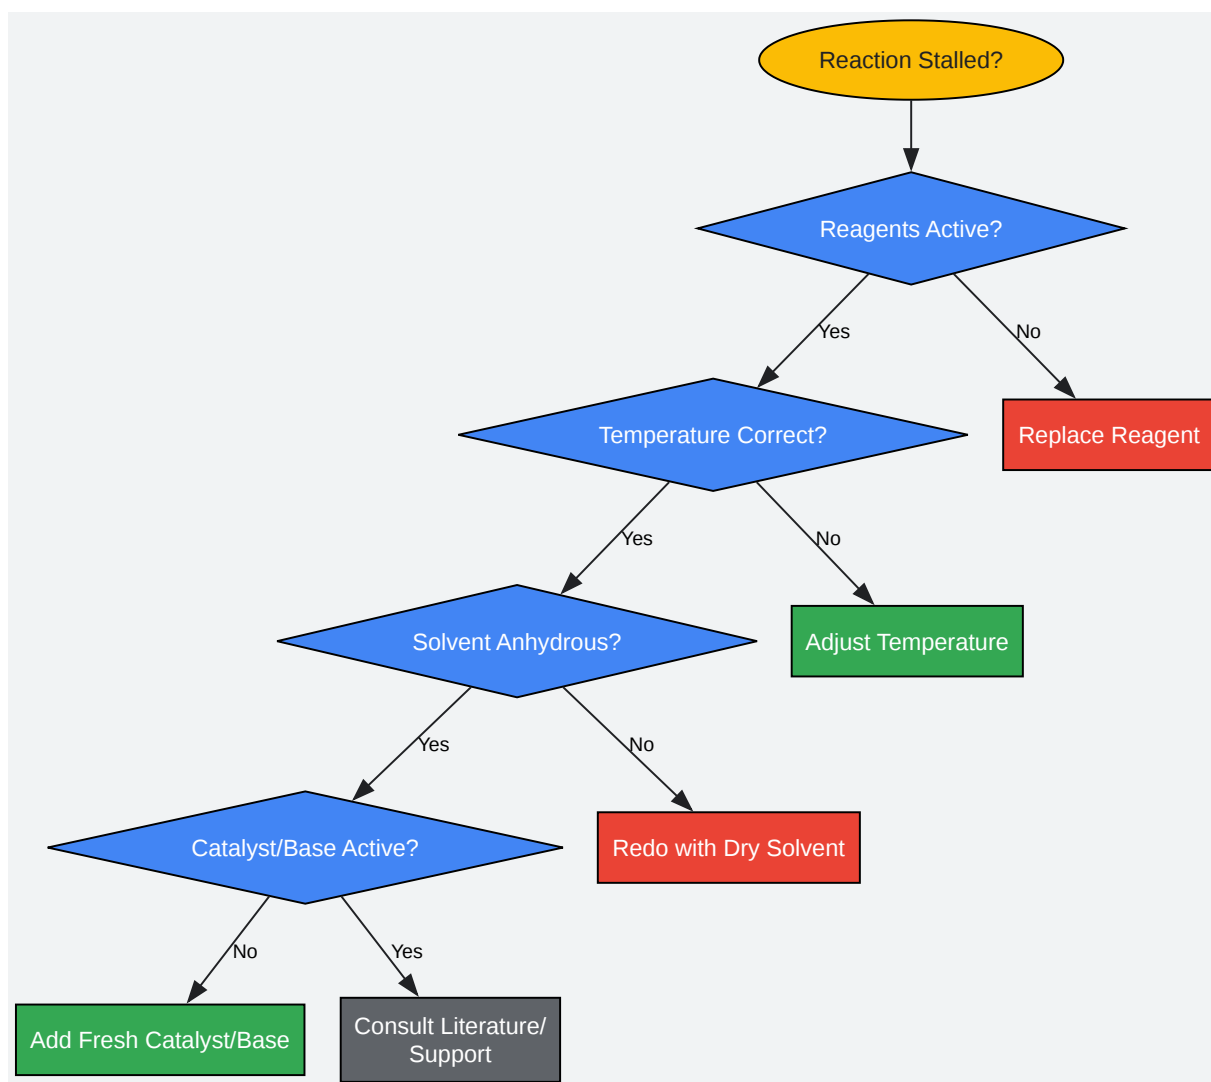 Reaction Stalled?
Reagents Active?
Yes
No
Temperature Correct?
Replace Reagent
Yes
No
Solvent Anhydrous?
Adjust Temperature
Yes
No
Catalyst/Base Active?
Redo with Dry Solvent
No
Yes
Add Fresh Catalyst/Base
Consult Literature/
Support